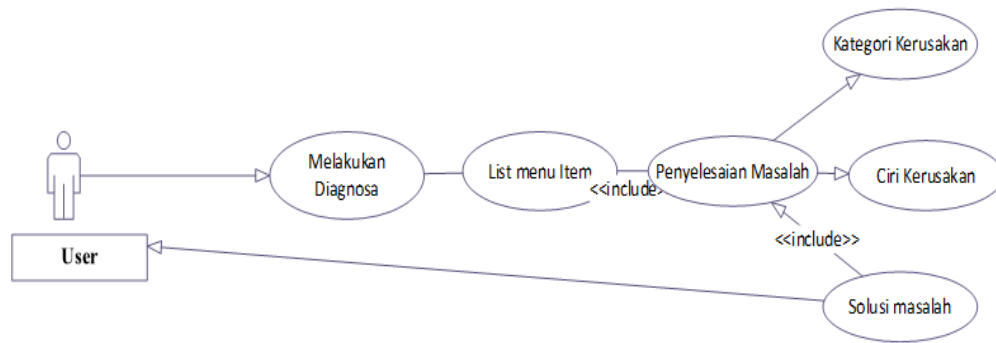 Kategori Kerusakan
Melakukan
Diagnosa
List menu Item
Penyelesaian Masalah
Ciri Kerusakan
<<include>
<<include>>
User
Solusi masalah